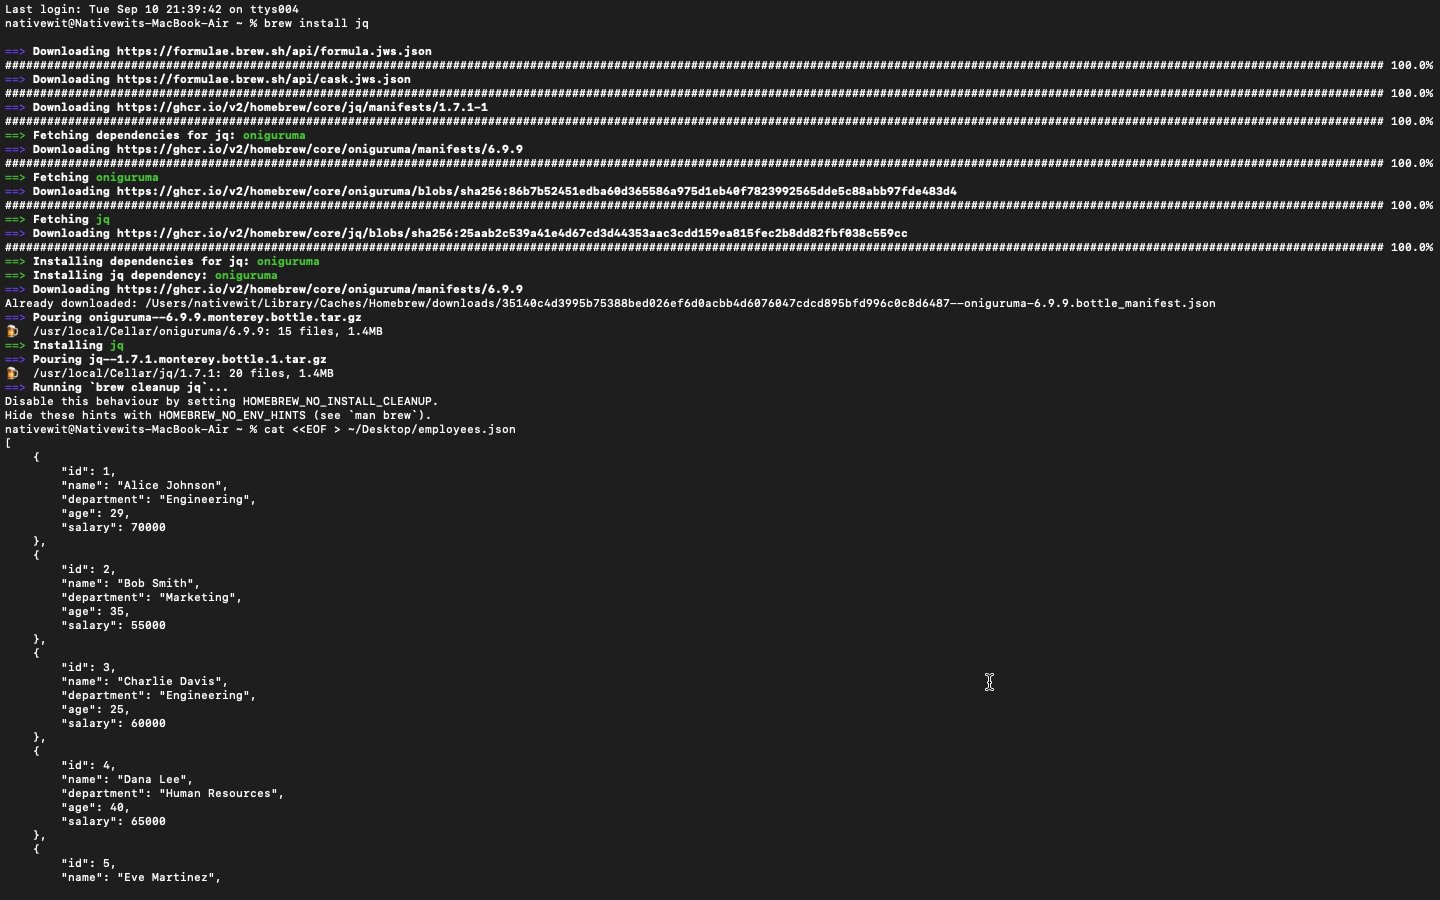 Last login: Tue Sep 10 21:39:42 on ttys004
nativewit@Nativewits-MacBook-Air ~ % brew install jq
==> Downloading https://formulae.brew.sh/api/formula.jws.json
######################################################################## 100.0%
==> Downloading https://formulae.brew.sh/api/cask.jws.json
######################################################################## 100.0%
==> Downloading https://ghcr.io/v2/homebrew/core/jq/manifests/1.7.1-1
######################################################################## 100.0%
==> Fetching dependencies for jq: oniguruma
==> Downloading https://ghcr.io/v2/homebrew/core/oniguruma/manifests/6.9.9
######################################################################## 100.0%
==> Fetching oniguruma
==> Downloading https://ghcr.io/v2/homebrew/core/oniguruma/blobs/sha256:86b7b52451edba60d365586a975d1eb40f7823992565dde5c88abb97fde483d4
######################################################################## 100.0%
==> Fetching jq
==> Downloading https://ghcr.io/v2/homebrew/core/jq/blobs/sha256:25aab2c539a41e4d67cd3d44353aac3cdd159ea815fec2b8dd82fbf038c559cc
######################################################################## 100.0%
==> Installing dependencies for jq: oniguruma
==> Installing jq dependency: oniguruma
==> Downloading https://ghcr.io/v2/homebrew/core/oniguruma/manifests/6.9.9
Already downloaded: /Users/nativewit/Library/Caches/Homebrew/downloads/35140c4d3995b75388bed026ef6d0acbb4d6076047cdcd895bfd996c0c8d6487--oniguruma-6.9.9.bottle_manifest.json
==> Pouring oniguruma--6.9.9.monterey.bottle.tar.gz
🍺 /usr/local/Cellar/oniguruma/6.9.9: 15 files, 1.4MB
==> Installing jq
==> Pouring jq--1.7.1.monterey.bottle.1.tar.gz
🍺 /usr/local/Cellar/jq/1.7.1: 20 files, 1.4MB
==> Running `brew cleanup jq`...
Disable this behaviour by setting HOMEBREW_NO_INSTALL_CLEANUP.
Hide these hints with HOMEBREW_NO_ENV_HINTS (see `man brew`).
nativewit@Nativewits-MacBook-Air ~ % cat <<EOF > ~/Desktop/employees.json
[
    {
        "id": 1,
        "name": "Alice Johnson",
        "department": "Engineering",
        "age": 29,
        "salary": 70000
    },
    {
        "id": 2,
        "name": "Bob Smith",
        "department": "Marketing",
        "age": 35,
        "salary": 55000
    },
    {
        "id": 3,
        "name": "Charlie Davis",
        "department": "Engineering",
        "age": 25,
        "salary": 60000
    },
    {
        "id": 4,
        "name": "Dana Lee",
        "department": "Human Resources",
        "age": 40,
        "salary": 65000
    },
    {
        "id": 5,
        "name": "Eve Martinez",